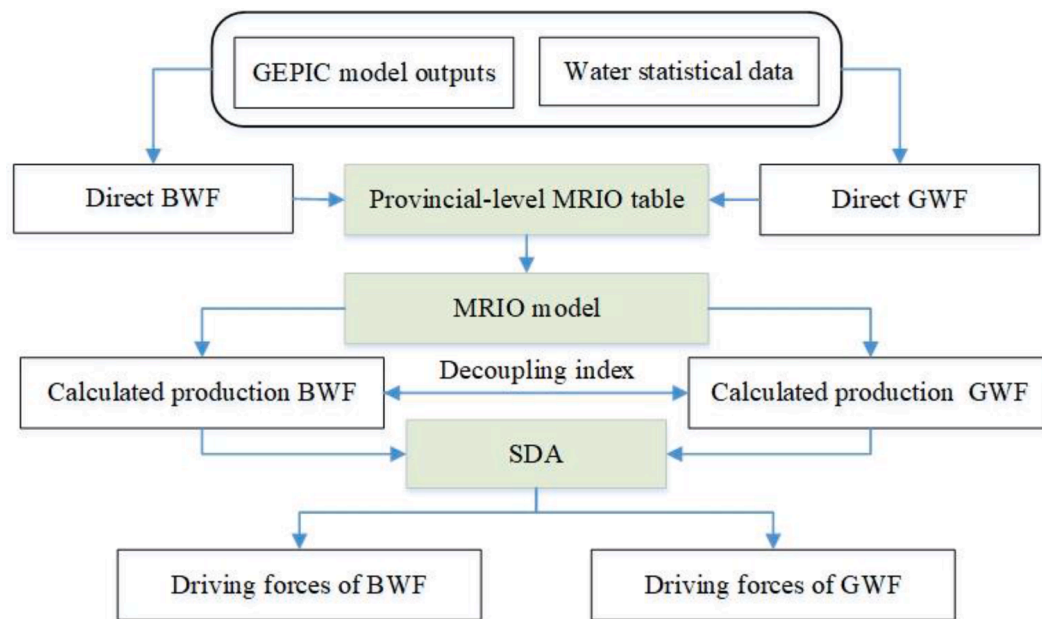 GEPIC model outputs
Water statistical data
Direct BWF
Provincial-level MRIO table
Direct GWF
MRIO model
Decoupling index
Calculated production BWF
Calculated production GWF
SDA
Driving forces of BWF
Driving forces of GWF